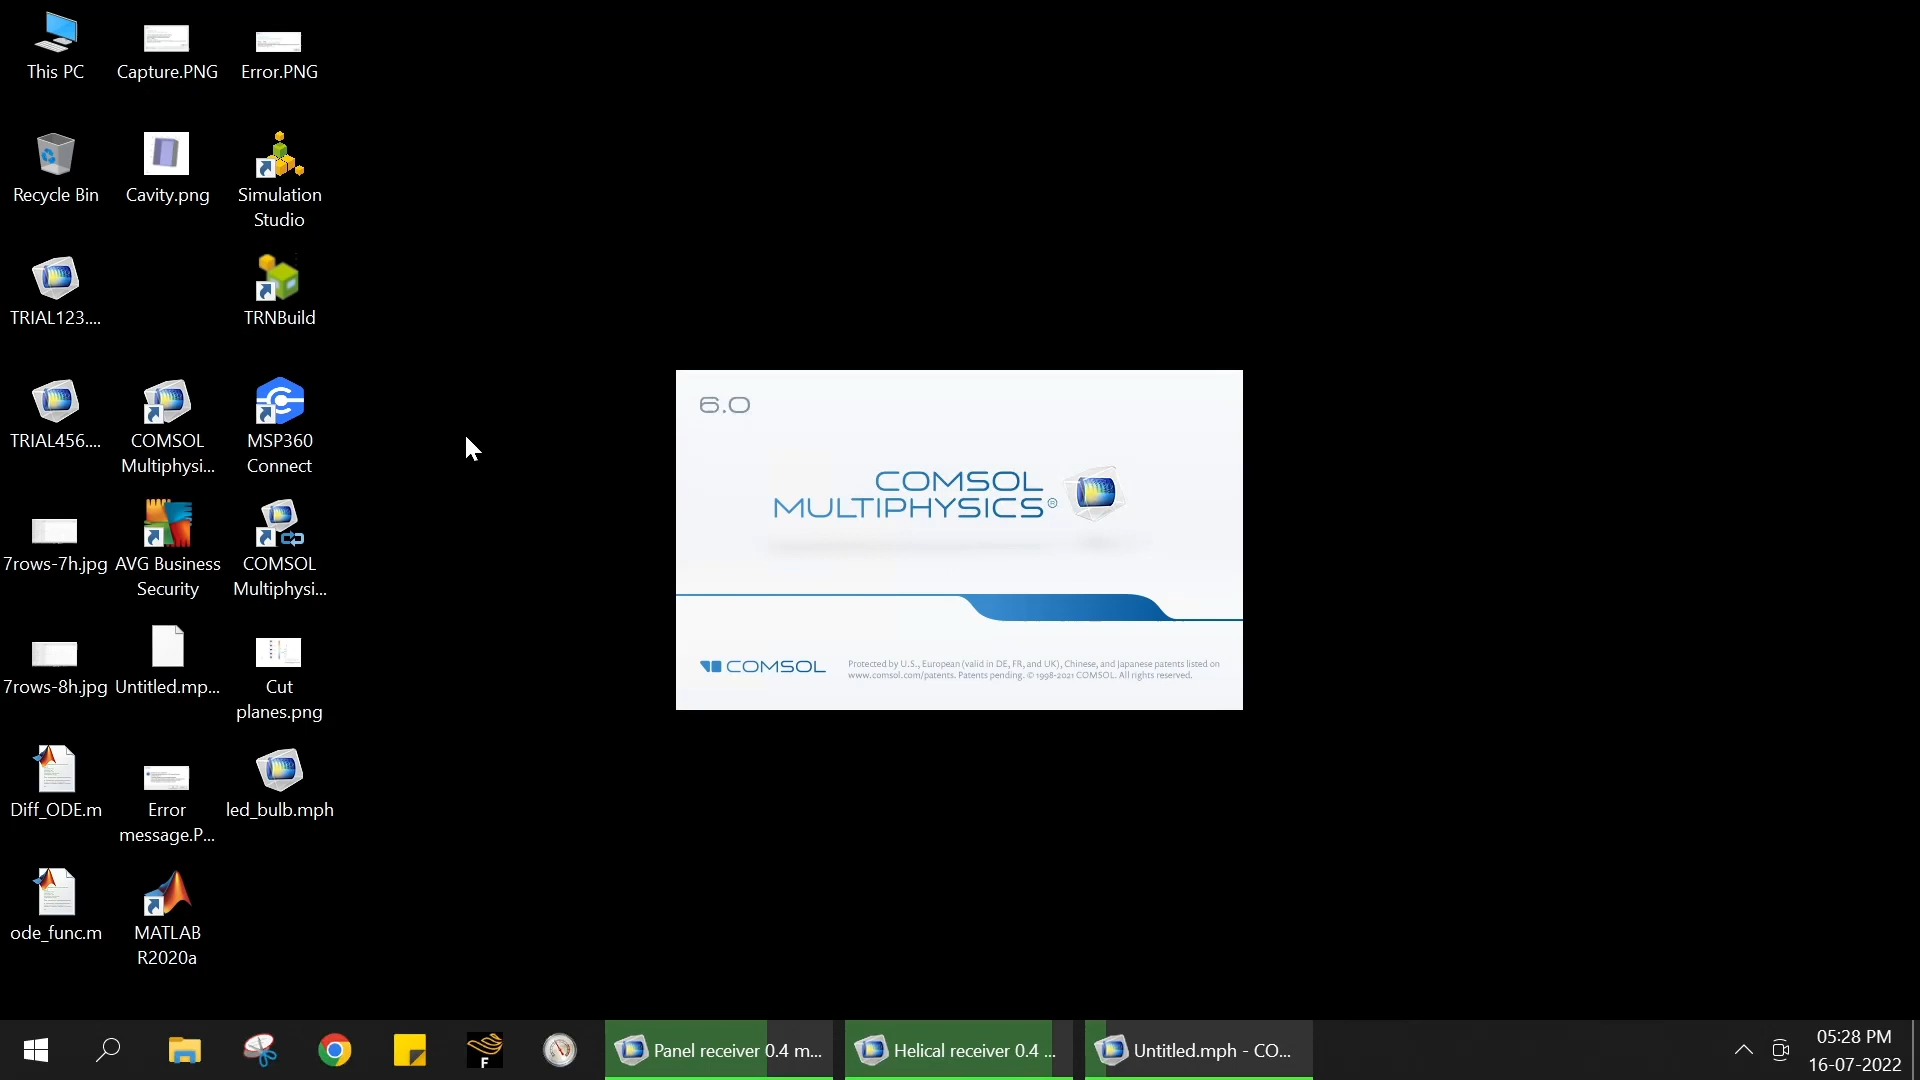 This PC
Capture.PNG
Error.PNG
Recycle Bin
Cavity.png
Simulation
Studio
TRIAL123....
TRNBuild
TRIAL456....
COMSOL
Multiphysi...
MSP360
Connect
7rows-7h.jpg
AVG Business
Security
COMSOL
Multiphysi...
7rows-8h.jpg
Untitled.mp...
Cut
planes.png
Diff_ODE.m
Error
message.P...
led_bulb.mph
ode_func.m
MATLAB
R2020a
6.0
COMSOL
MULTIPHYSICS®
COMSOL
Protected by U.S., European (valid in DE, FR, and UK), Chinese, and Japanese patents listed on
www.comsol.com/patents. Patents pending. © 1998-2021 COMSOL. All rights reserved.
F
Panel receiver 0.4 m...
Helical receiver 0.4 ...
Untitled.mph - CO...
05:28 PM
16-07-2022